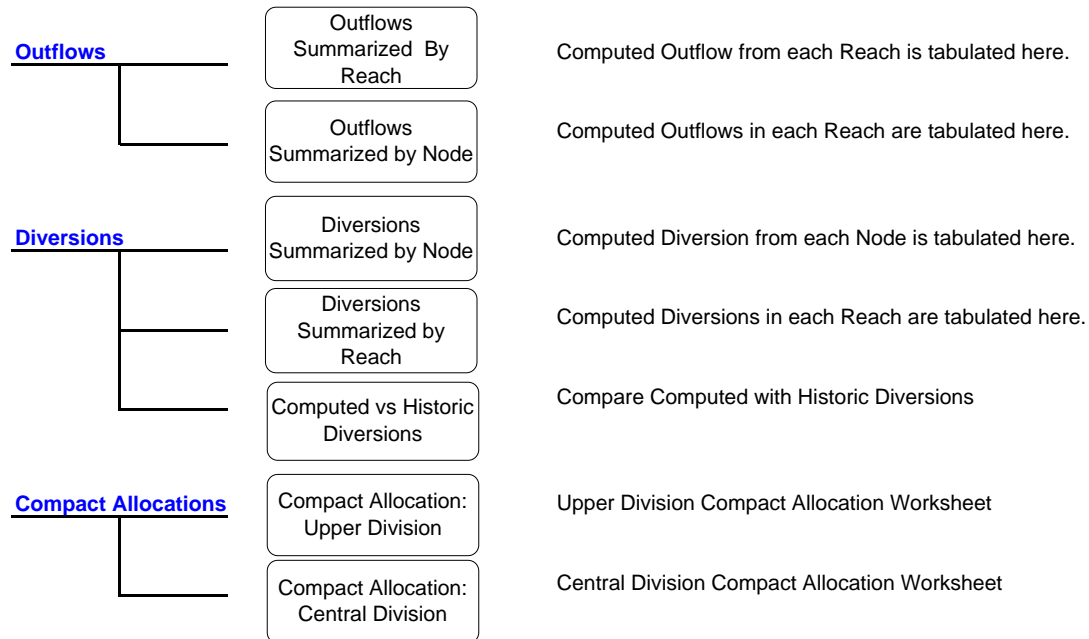 Outflows
Outflows
Summarized By
Reach
Computed Outflow from each Reach is tabulated here.
Outflows
Summarized by Node
Computed Outflows in each Reach are tabulated here.
Diversions
Diversions
Summarized by Node
Computed Diversion from each Node is tabulated here.
Diversions
Summarized by
Reach
Computed Diversions in each Reach are tabulated here.
Computed vs Historic
Diversions
Compare Computed with Historic Diversions
Compact Allocations
Compact Allocation:
Upper Division
Upper Division Compact Allocation Worksheet
Compact Allocation:
Central Division
Central Division Compact Allocation Worksheet